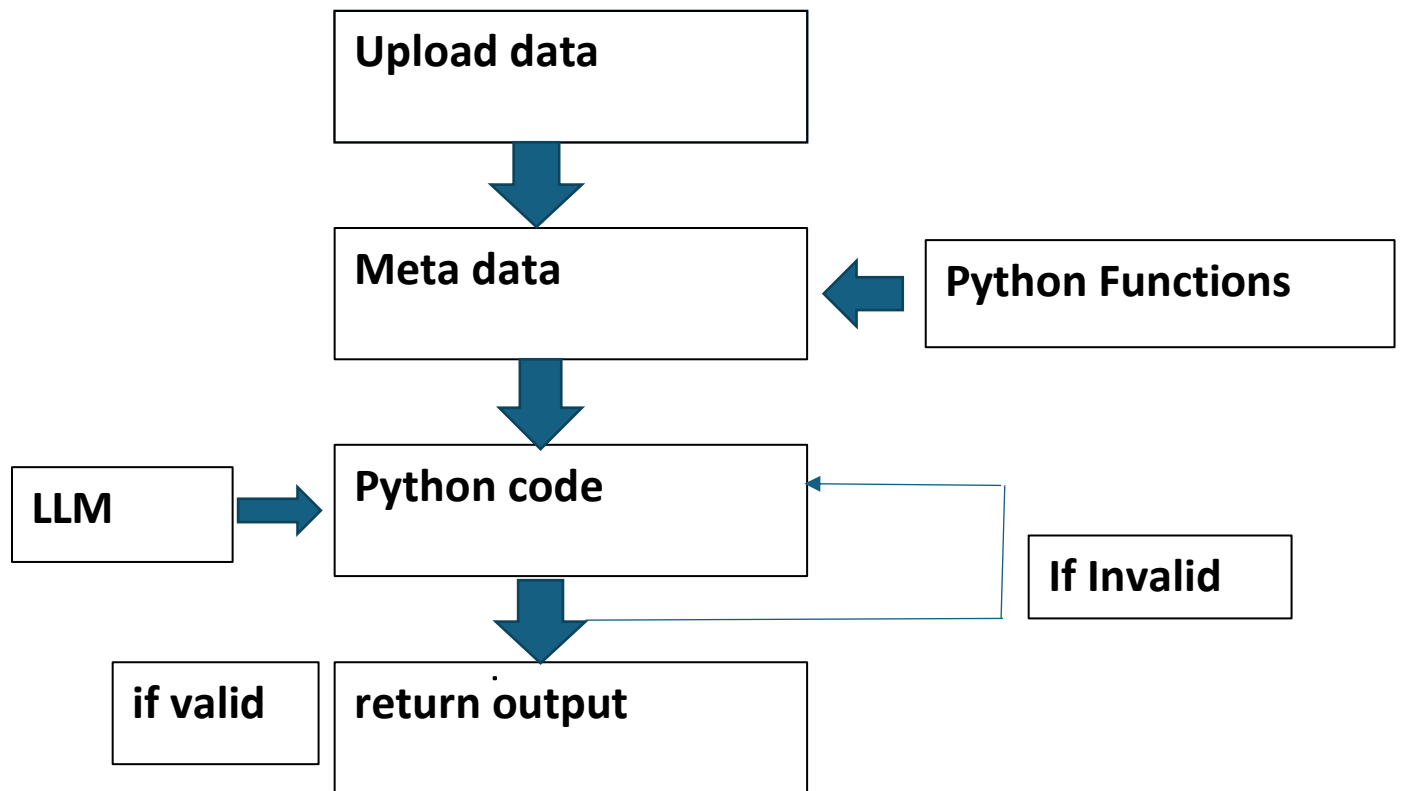 Upload data
Meta data
Python Functions
Python code
LLM
If Invalid
if valid
return output